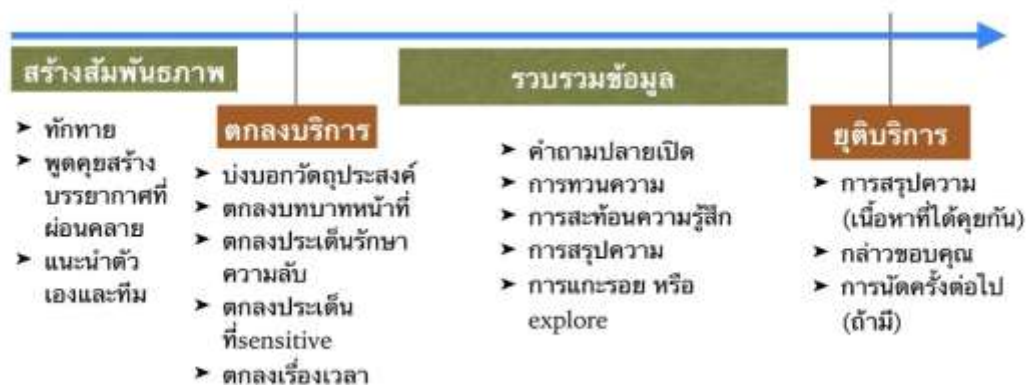 สร้างสัมพันธภาพ
➤ ทักทาย
➤ พูดคุยสร้าง
บรรยากาศที่
ผ่อนคลาย
➤ แนะนำตัว
เองและทีม
ตกลงบริการ
➤ บ่งบอกวัตถุประสงค์
➤ ตกลงบทบาทหน้าที่
➤ ตกลงประเด็นรักษา
ความลับ
➤ ตกลงประเด็น
ที่sensitive
➤ ตกลงเรื่องเวลา
รวบรวมข้อมูล
➤ คำถามปลายเปิด
➤ การทวนความ
➤ การสะท้อนความรู้สึก
➤ การสรุปความ
➤ การแกะรอย หรือ
explore
ยุติบริการ
➤ การสรุปความ
(เนื้อหาที่ได้คุยกัน)
➤ กล่าวขอบคุณ
➤ การนัดครั้งต่อไป
(ถ้ามี)